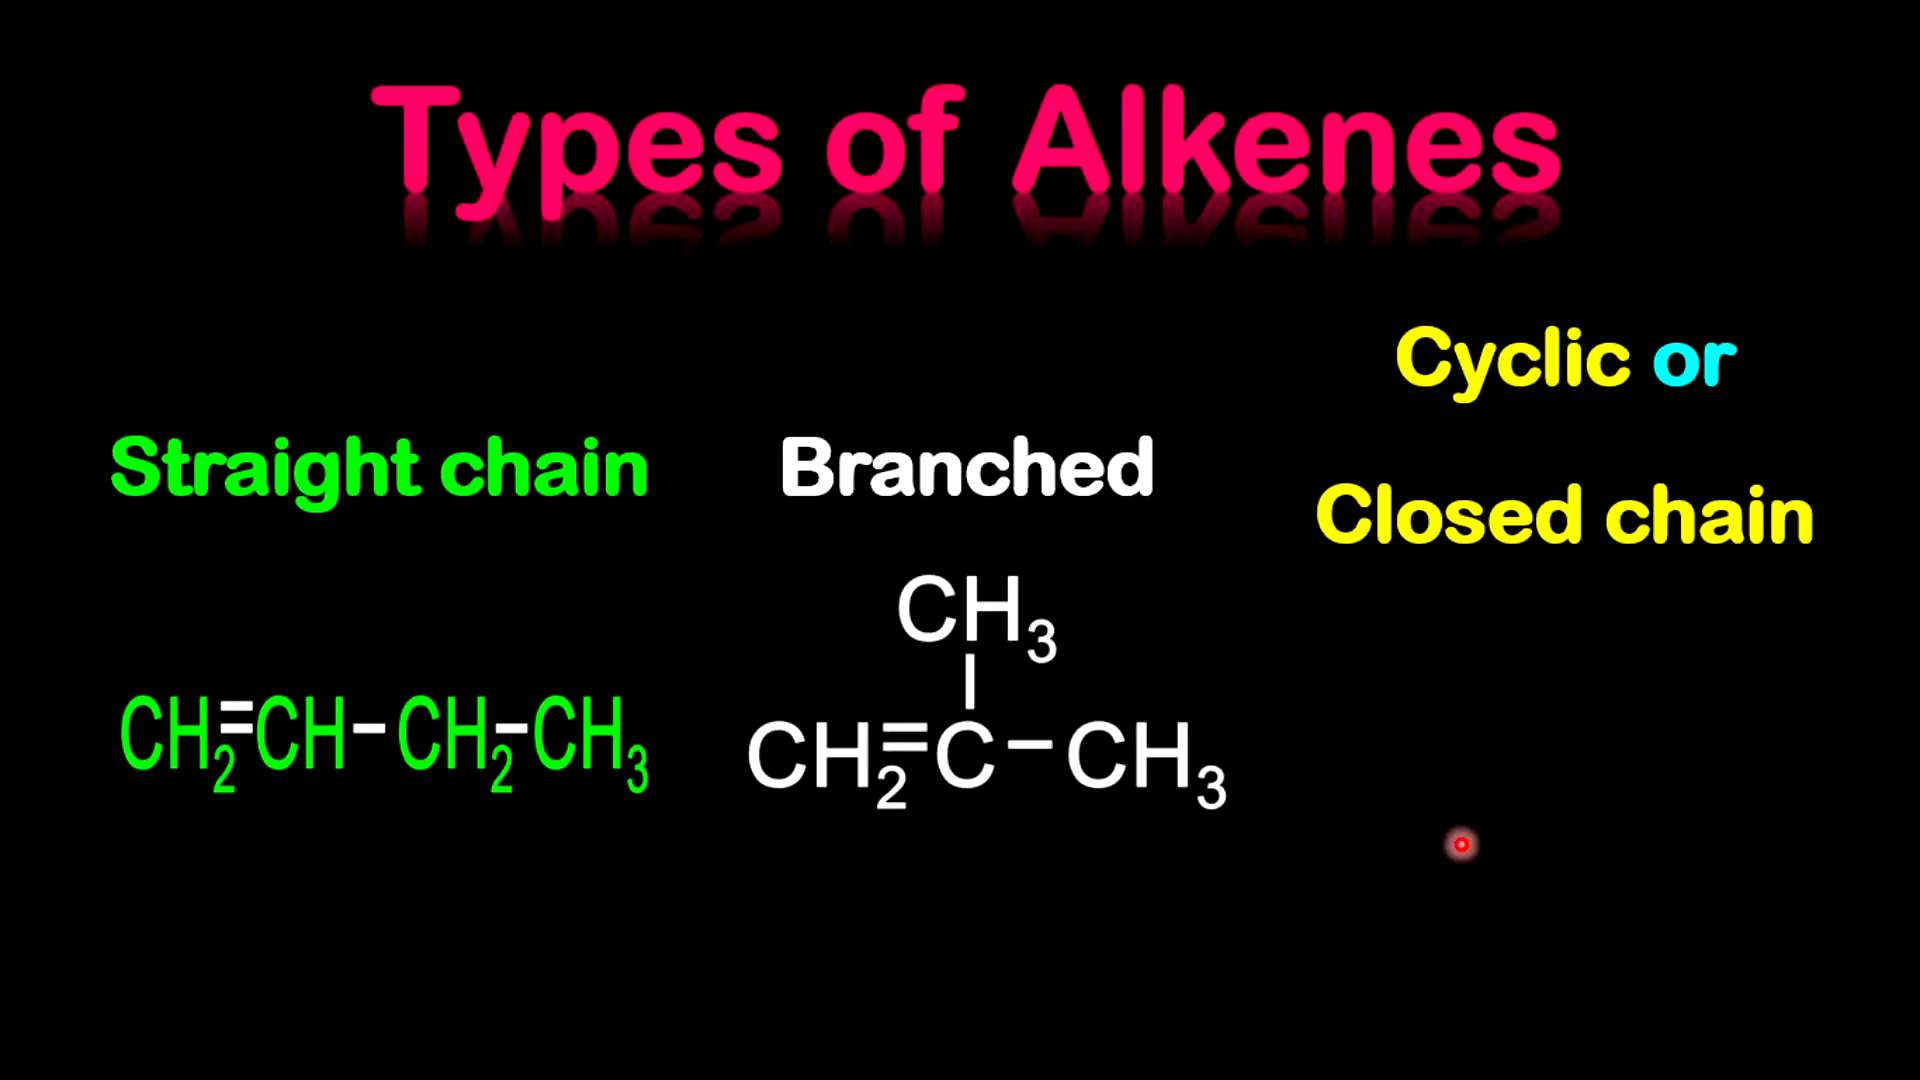 Types of Alkenes
Straight chain
Branched
Cyclic or
Closed chain
CH₂=CH-CH₂-CH₃
CH₃
CH₂=C-CH₃